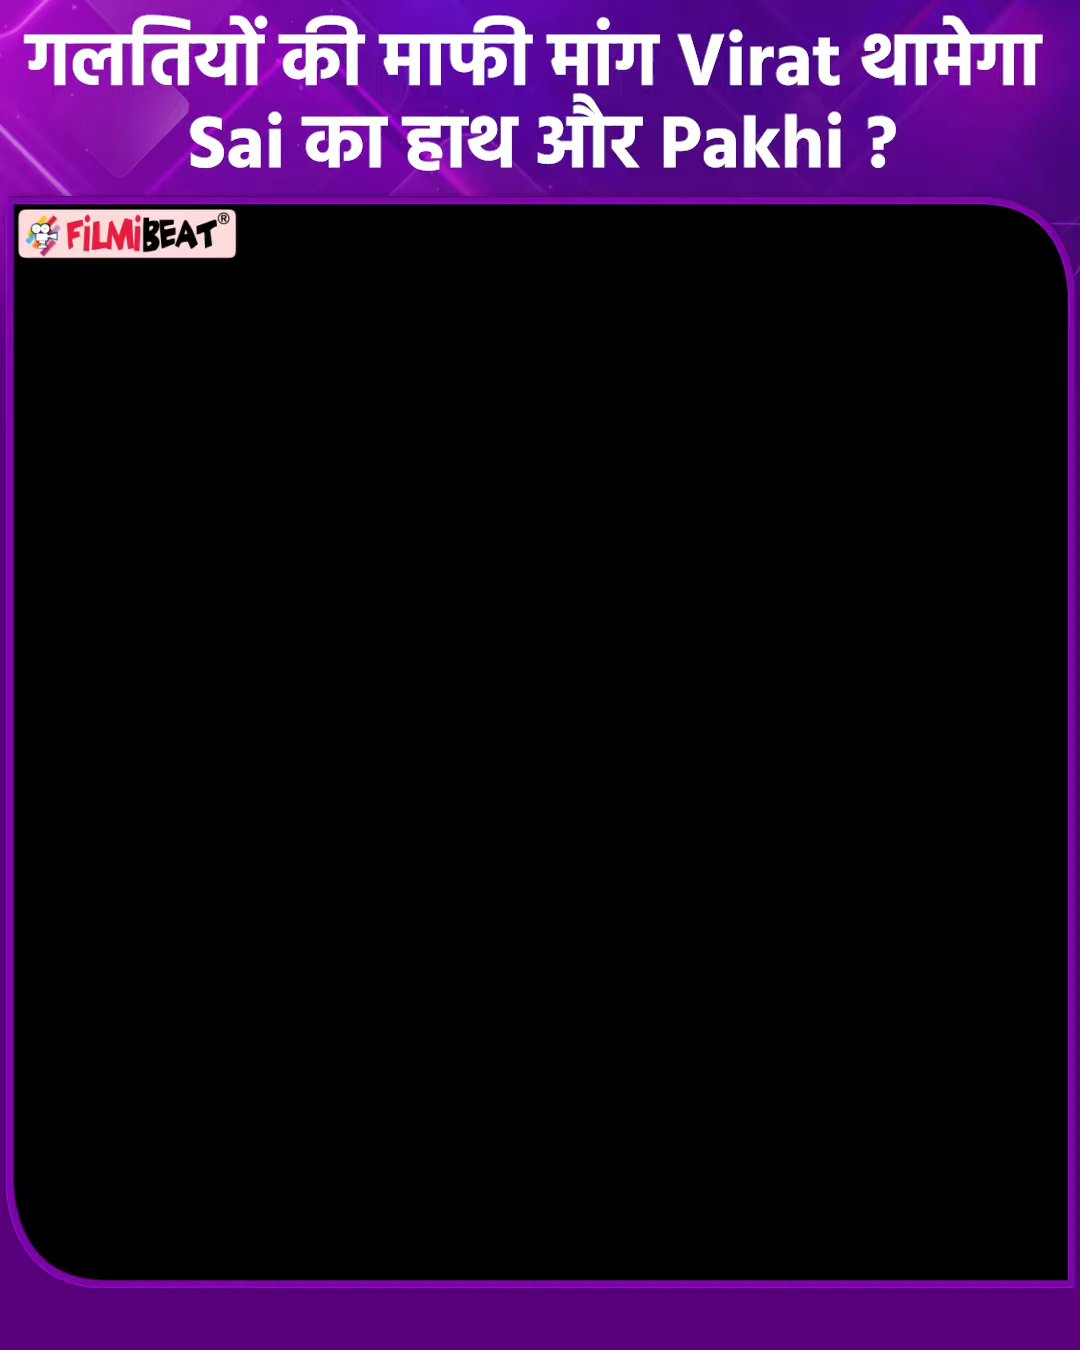 गलतियों की माफी मांग Virat थामेगा
Sai का हाथ और Pakhi ?
FiLMiBEAT®